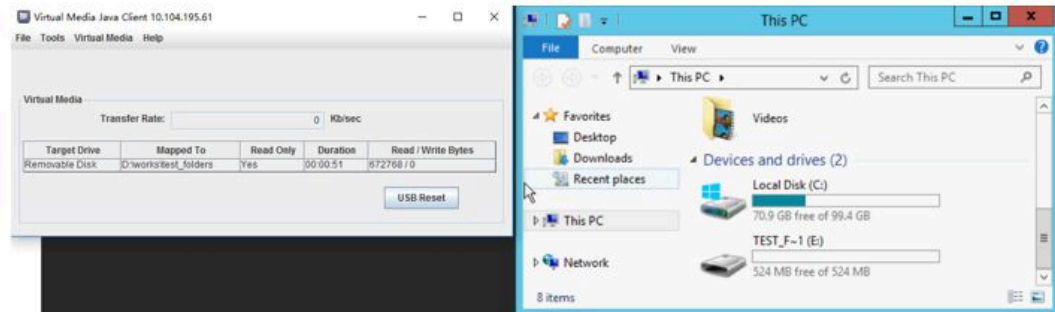 Virtual Media Java Client 10.104.195.61
File Tools Virtual Media Help
Virtual Media
Transfer Rate: 0 Kb/sec
Target Drive Mapped To Read Only Duration Read / Write Bytes
Removable Disk D:\works\test_folders Yes 00:00:51 672768 / 0
USB Reset
This PC
File Computer View
This PC
Search This PC
Favorites
Desktop
Downloads
Recent places
This PC
Network
Videos
Devices and drives (2)
Local Disk (C:)
70.9 GB free of 99.4 GB
TEST_F~1 (E:)
524 MB free of 524 MB
8 items